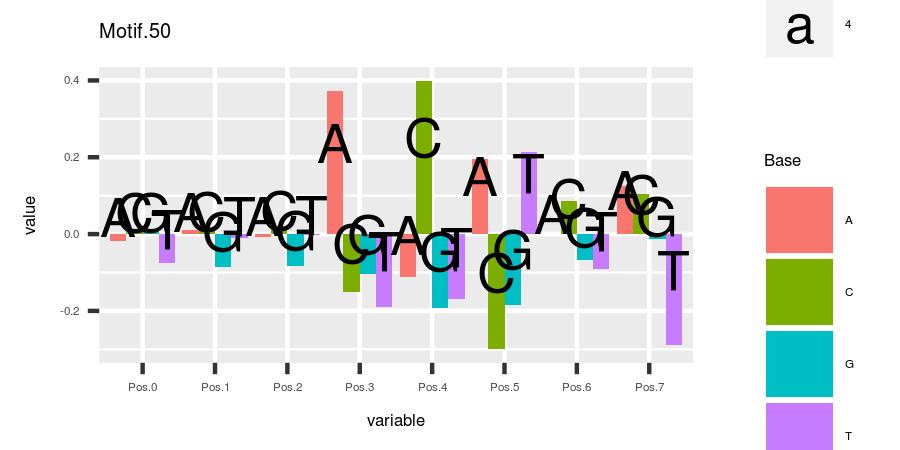 Motif.50
a 4
0.4
0.2
0.0
-0.2
value
A C G T A C G T A C G T A C G T A C G T A C G T A C G T A C G T
Pos.0 Pos.1 Pos.2 Pos.3 Pos.4 Pos.5 Pos.6 Pos.7
variable
Base
A
C
G
T